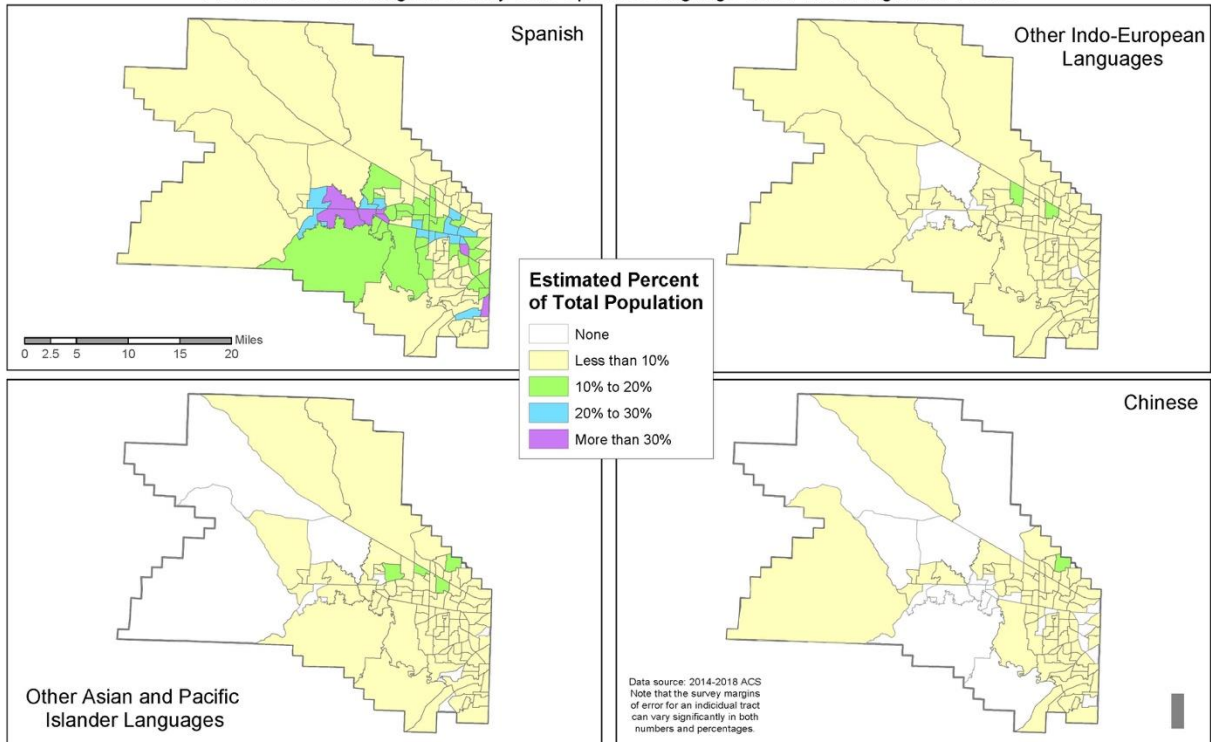 Spanish
Other Indo-European
Languages
Estimated Percent
of Total Population
None
Less than 10%
10% to 20%
20% to 30%
More than 30%
Miles
0 2.5 5 10 15 20
Chinese
Other Asian and Pacific
Islander Languages
Data source: 2014-2018 ACS
Note that the survey margins
of error for an indicidual tract
can vary significantly in both
numbers and percentages.